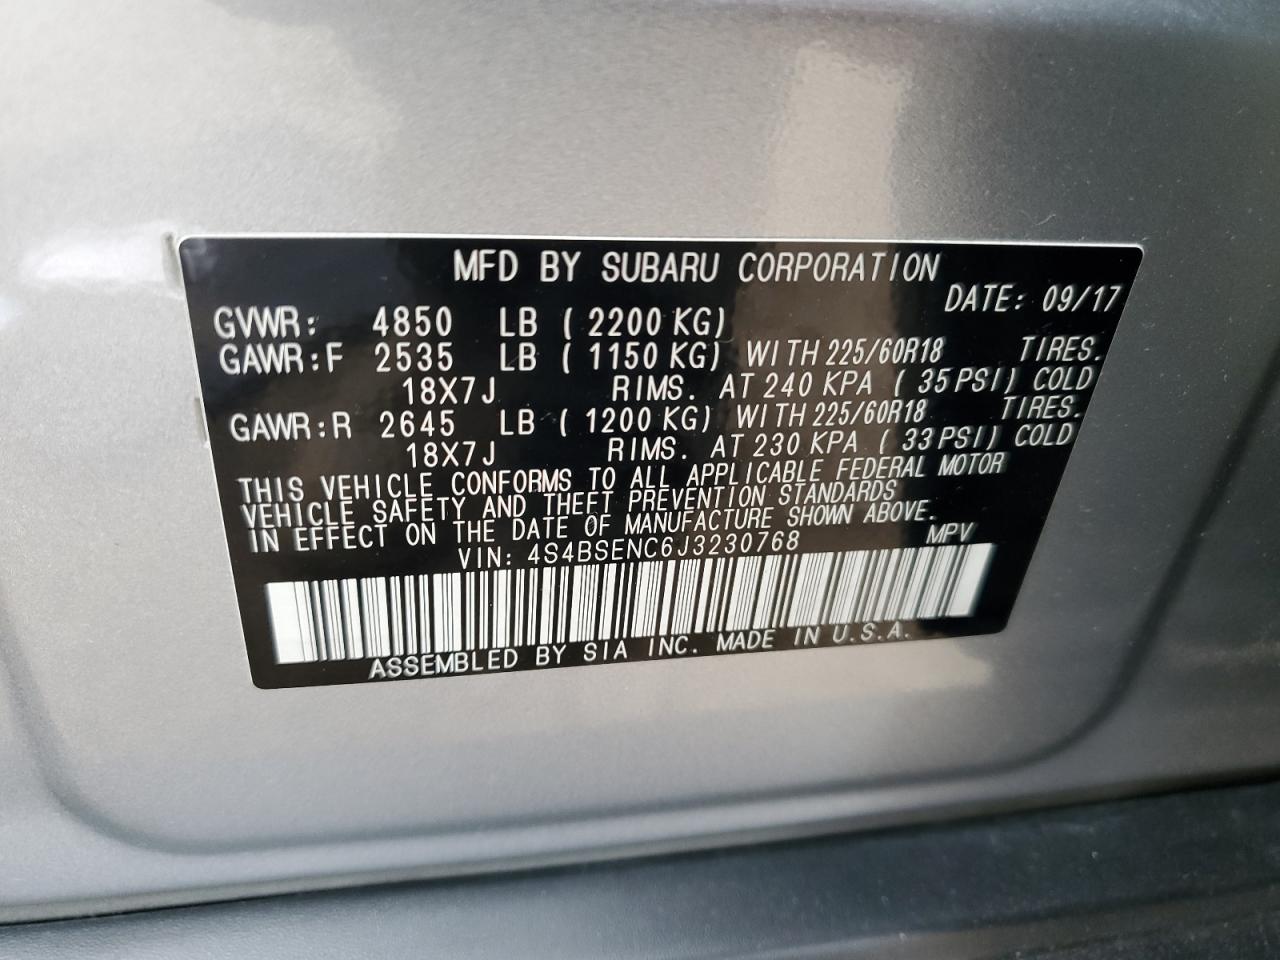 MFD BY SUBARU CORPORATION
DATE: 09/17
GVWR: 4850 LB ( 2200 KG)
GAWR:F 2535 LB ( 1150 KG) WITH 225/60R18 TIRES.
18X7J RIMS. AT 240 KPA ( 35 PSI) COLD
GAWR:R 2645 LB ( 1200 KG) WITH 225/60R18 TIRES.
18X7J RIMS. AT 230 KPA ( 33 PSI) COLD
THIS VEHICLE CONFORMS TO ALL APPLICABLE FEDERAL MOTOR
VEHICLE SAFETY AND THEFT PREVENTION STANDARDS
IN EFFECT ON THE DATE OF MANUFACTURE SHOWN ABOVE.
VIN: 4S4BSENC6J3230768 MPV
ASSEMBLED BY SIA INC. MADE IN U.S.A.